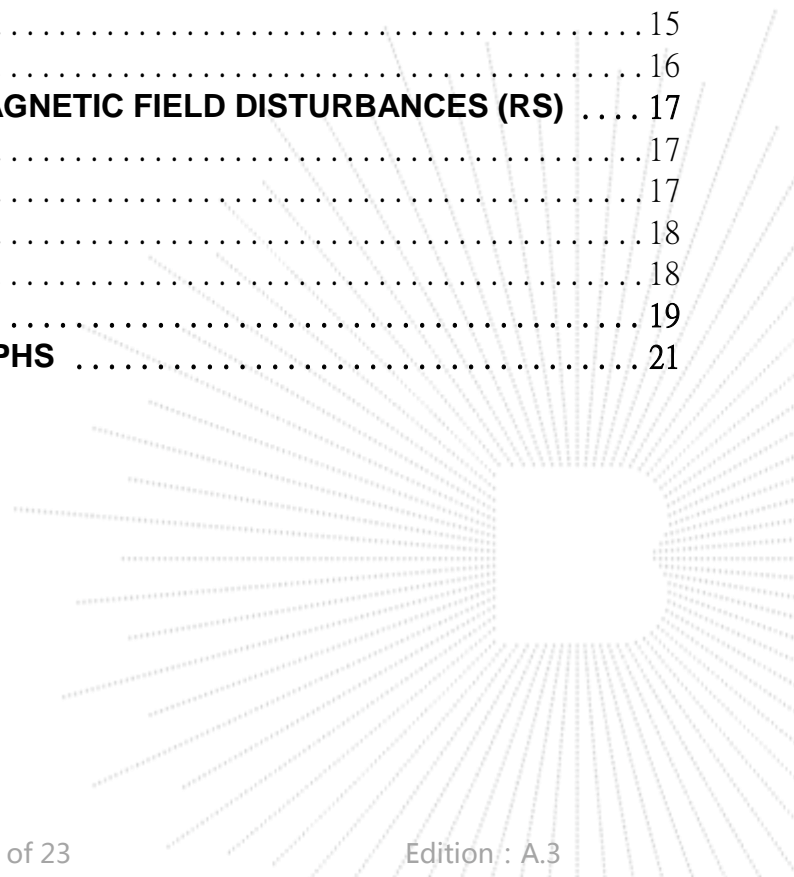 ........................................ 15
........................................ 16
AGNETIC FIELD DISTURBANCES (RS) .... 17
........................................ 17
........................................ 17
........................................ 18
........................................ 18
........................................ 19
PHS .................................... 21
of 23 Edition : A.3